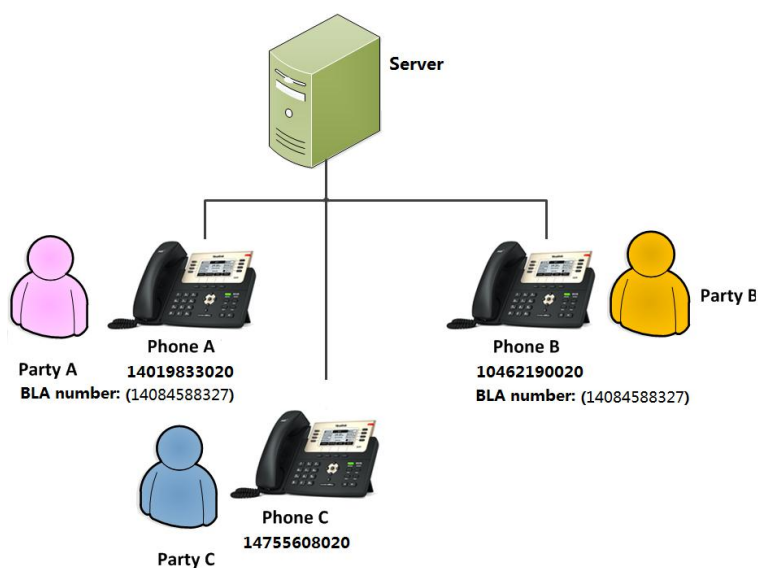 Server
Party B
Phone A
14019833020
Party A
BLA number: (14084588327)
Phone B
10462190020
BLA number: (14084588327)
Phone C
14755608020
Party C